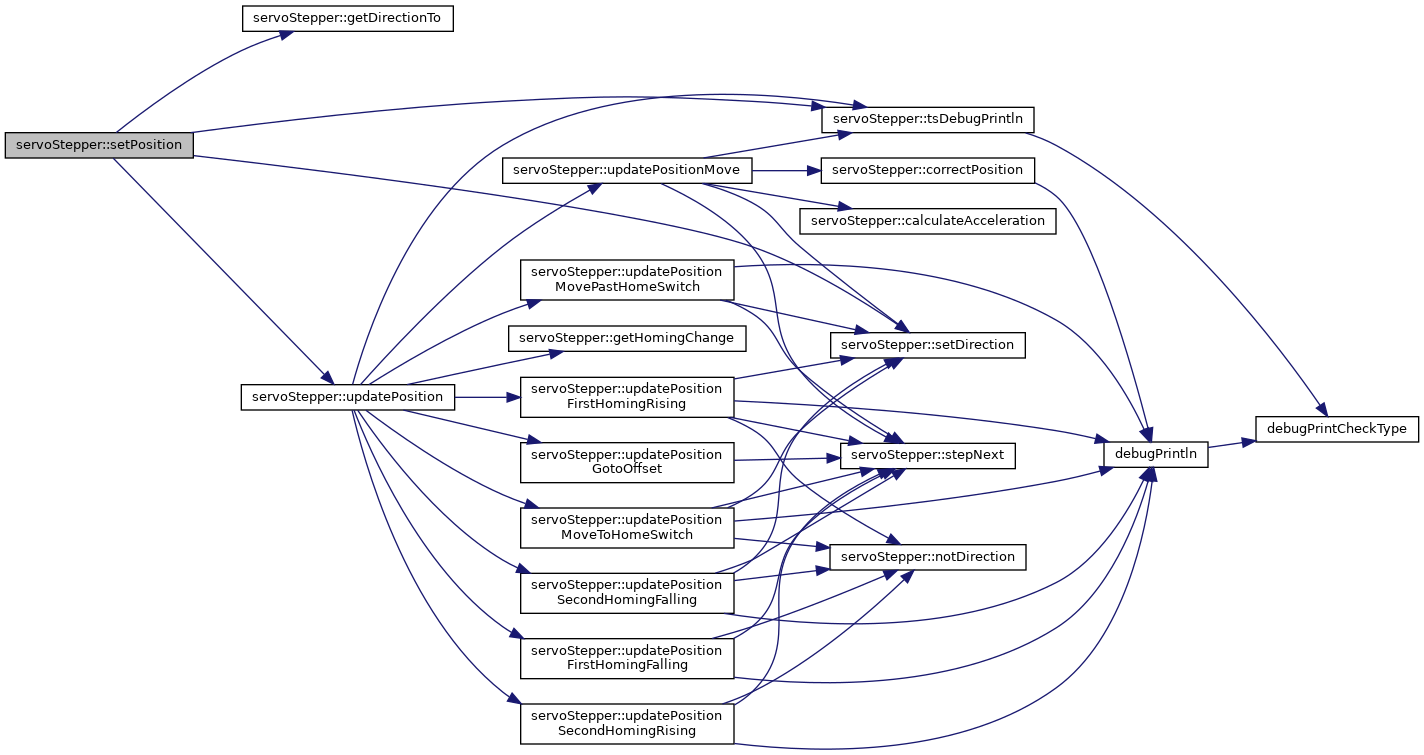 servoStepper::getDirectionTo
servoStepper::setPosition
servoStepper::tsDebugPrintln
servoStepper::updatePositionMove
servoStepper::correctPosition
servoStepper::calculateAcceleration
servoStepper::updatePosition
MovePastHomeSwitch
servoStepper::getHomingChange
servoStepper::setDirection
servoStepper::updatePosition
servoStepper::updatePosition
FirstHomingRising
debugPrintCheckType
servoStepper::updatePosition
GotoOffset
servoStepper::stepNext
debugPrintln
servoStepper::updatePosition
MoveToHomeSwitch
servoStepper::notDirection
servoStepper::updatePosition
SecondHomingFalling
servoStepper::updatePosition
FirstHomingFalling
servoStepper::updatePosition
SecondHomingRising